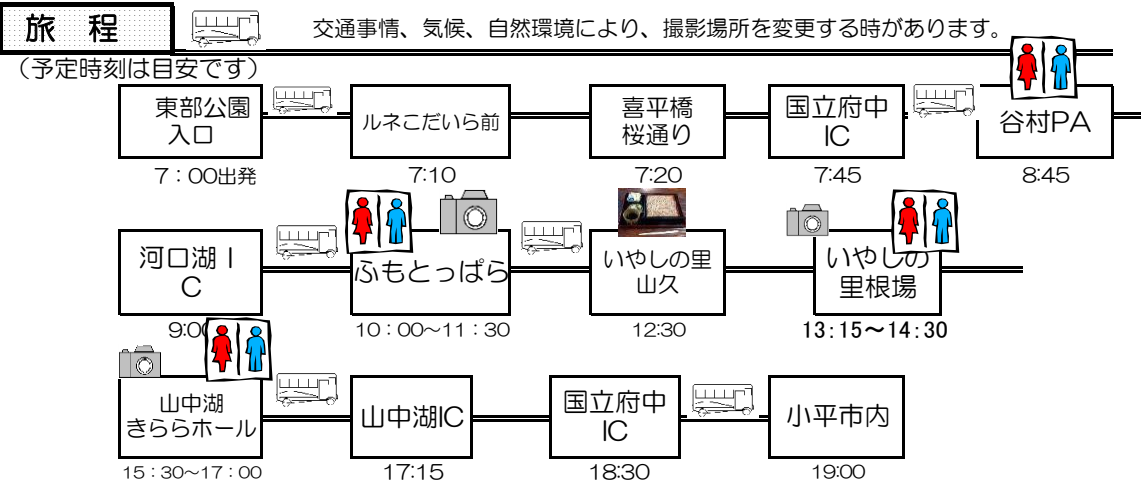 旅　程
交通事情、気候、自然環境により、撮影場所を変更する時があります。
（予定時刻は目安です）
東部公園
入口
ルネこだいら前
喜平橋
桜通り
国立府中
IC
谷村PA
7：00出発
7:10
7:20
7:45
8:45
河口湖Ｉ
Ｃ
ふもとっぱら
いやしの里
山久
いやしの
里根場
9:00
10：00～11：30
12:30
13:15～14:30
山中湖
きららホール
山中湖IC
国立府中
IC
小平市内
15：30～17：00
17:15
18:30
19:00